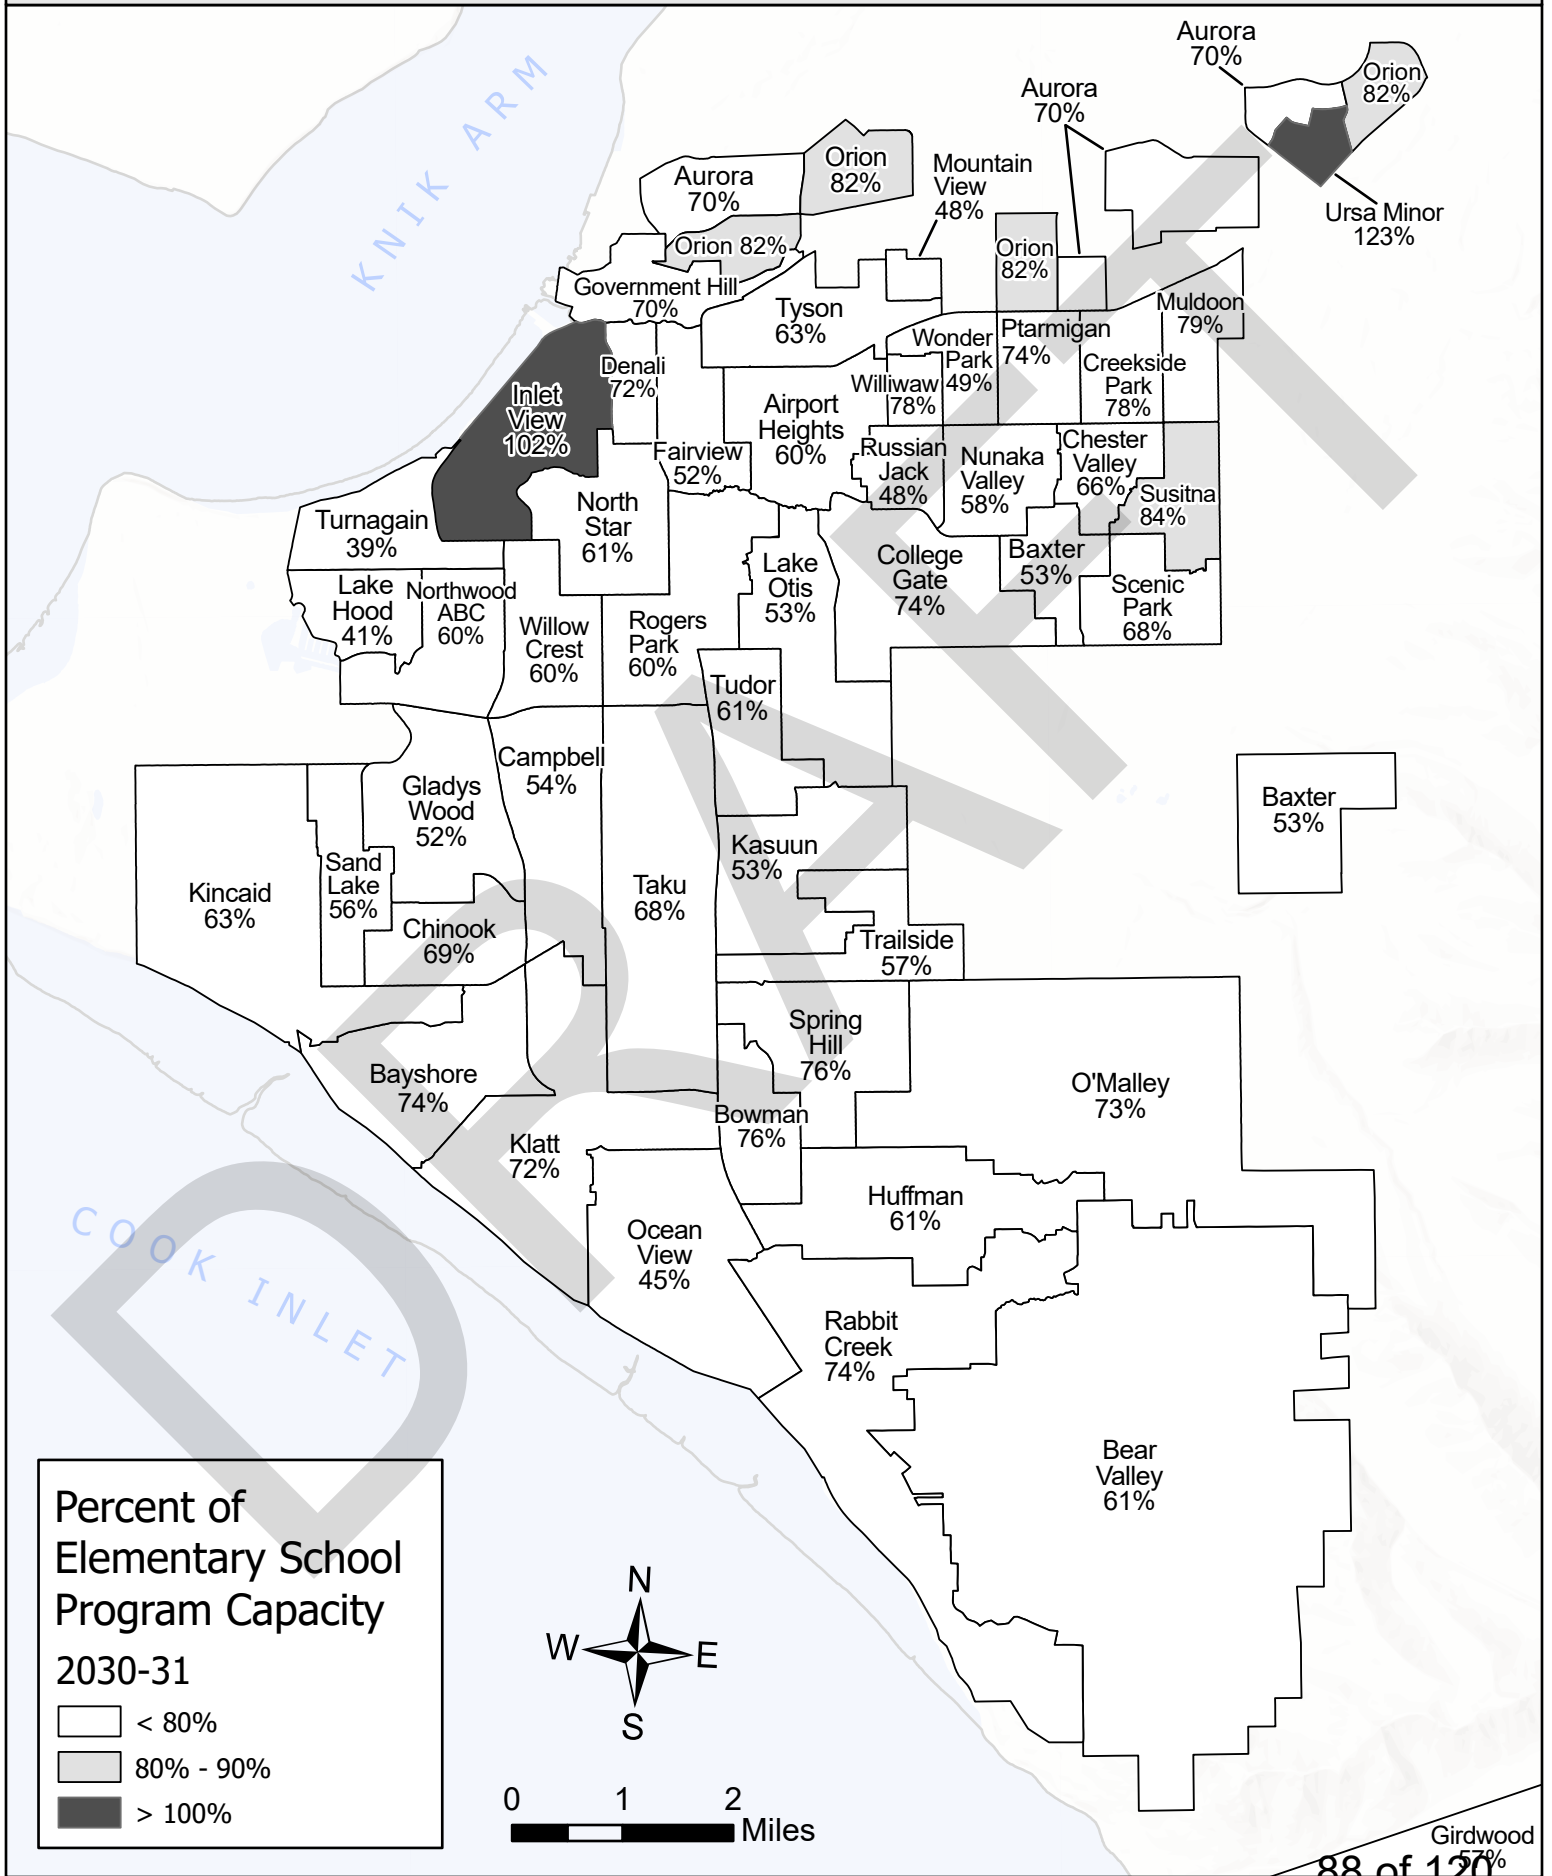 Aurora
70%
Orion
82%
Aurora
70%
Ursa Minor
123%
KNIK ARM
Aurora
70%
Orion
82%
Mountain
View
48%
Orion 82%
Orion
82%
Government Hill
70%
Tyson
63%
Muldoon
79%
Wonder
Park
49%
Ptarmigan
74%
Creekside
Park
78%
Denali
72%
Inlet
View
102%
Williwaw
78%
Airport
Heights
60%
Fairview
52%
Russian
Jack
48%
Nunaka
Valley
58%
Chester
Valley
66%
Susitna
84%
North
Star
61%
Turnagain
39%
Lake
Hood
41%
Northwood
ABC
60%
Willow
Crest
60%
Rogers
Park
60%
Lake
Otis
53%
College
Gate
74%
Baxter
53%
Scenic
Park
68%
Tudor
61%
Campbell
54%
Gladys
Wood
52%
Baxter
53%
Kasuun
53%
Kincaid
63%
Sand
Lake
56%
Taku
68%
Chinook
69%
Trailside
57%
Spring
Hill
76%
Bayshore
74%
O'Malley
73%
Bowman
76%
Klatt
72%
Huffman
61%
Ocean
View
45%
COOK INLET
Rabbit
Creek
74%
Bear
Valley
61%
DRAFT
Percent of
Elementary School
Program Capacity
2030-31
< 80%
80% - 90%
> 100%
N
W E
S
0 1 2
Miles
Girdwood
57%
88 of 120